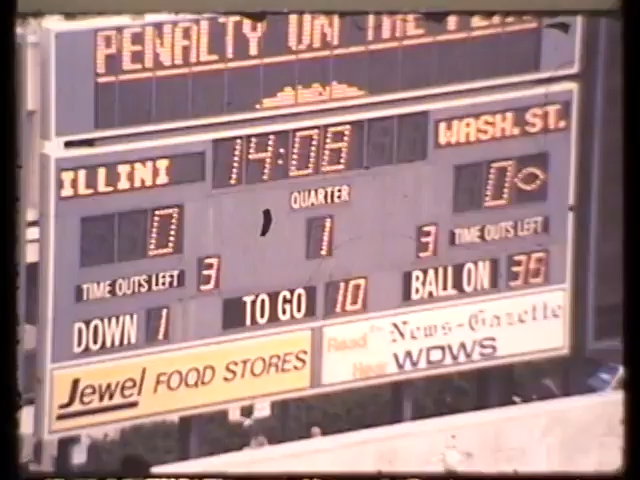 PENALTY ON THE
ILLINI 14:08 WASH. ST.
0 QUARTER 0
1
TIME OUTS LEFT 3 3 TIME OUTS LEFT
DOWN 1 TO GO 10 BALL ON 36
Jewel FOOD STORES
Read The News-Gazette
Hear WDWS